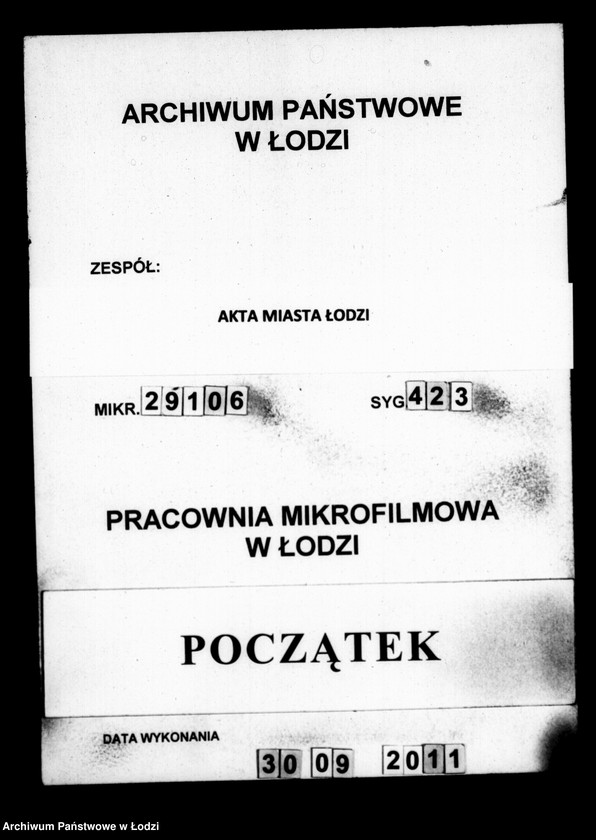 ARCHIWUM PAŃSTWOWE
W ŁODZI
ZESPÓŁ:
AKTA MIASTA ŁODZI
MIKR. 29106 SYG 423
PRACOWNIA MIKROFILMOWA
W ŁODZI
POCZĄTEK
DATA WYKONANIA
30 09 2011
Archiwum Państwowe w Łodzi